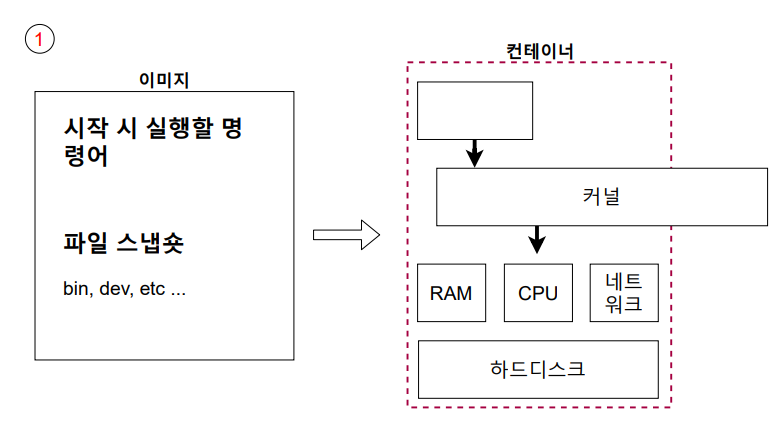 1
이미지
시작 시 실행할 명
령어
파일 스냅숏
bin, dev, etc ...
컨테이너
커널
RAM
CPU
네트
워크
하드디스크